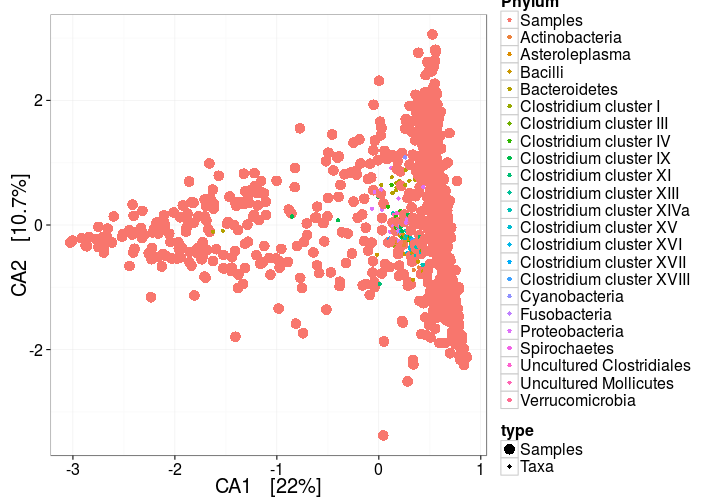 Phylum
Samples
Actinobacteria
Asteroleplasma
Bacilli
Bacteroidetes
Clostridium cluster I
Clostridium cluster III
Clostridium cluster IV
Clostridium cluster IX
Clostridium cluster XI
Clostridium cluster XIII
Clostridium cluster XIVa
Clostridium cluster XV
Clostridium cluster XVI
Clostridium cluster XVII
Clostridium cluster XVIII
Cyanobacteria
Fusobacteria
Proteobacteria
Spirochaetes
Uncultured Clostridiales
Uncultured Mollicutes
Verrucomicrobia
type
Samples
Taxa
CA2 [10.7%]
2
0
-2
-3 -2 -1 0 1
CA1 [22%]